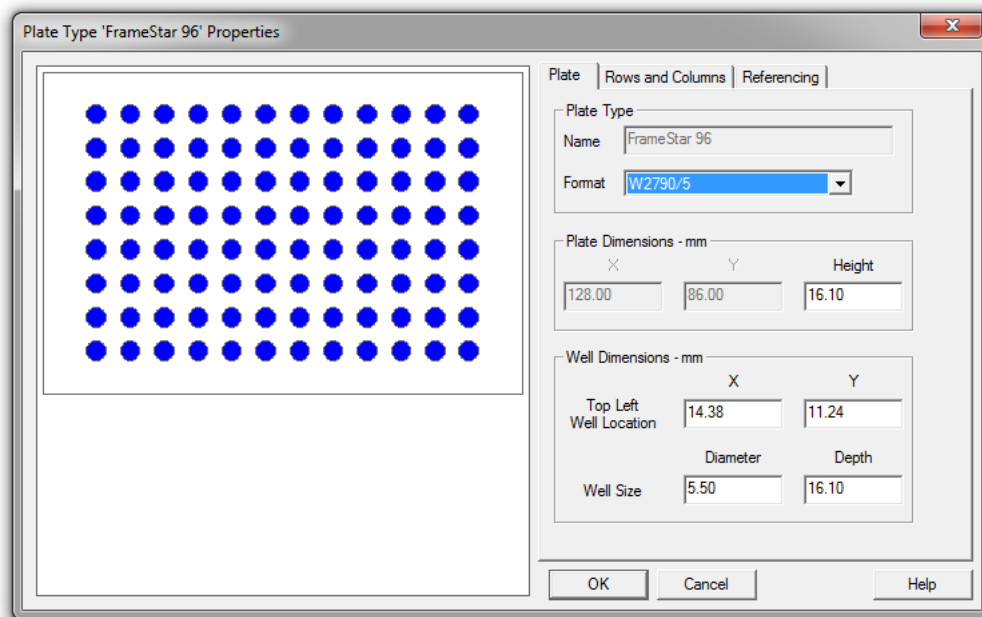 Plate Type 'FrameStar 96' Properties
Plate Rows and Columns Referencing
Plate Type
Name FrameStar 96
Format W2790/5
Plate Dimensions - mm
X Y Height
128.00 86.00 16.10
Well Dimensions - mm
X Y
Top Left
Well Location 14.38 11.24
Diameter Depth
Well Size 5.50 16.10
OK Cancel Help